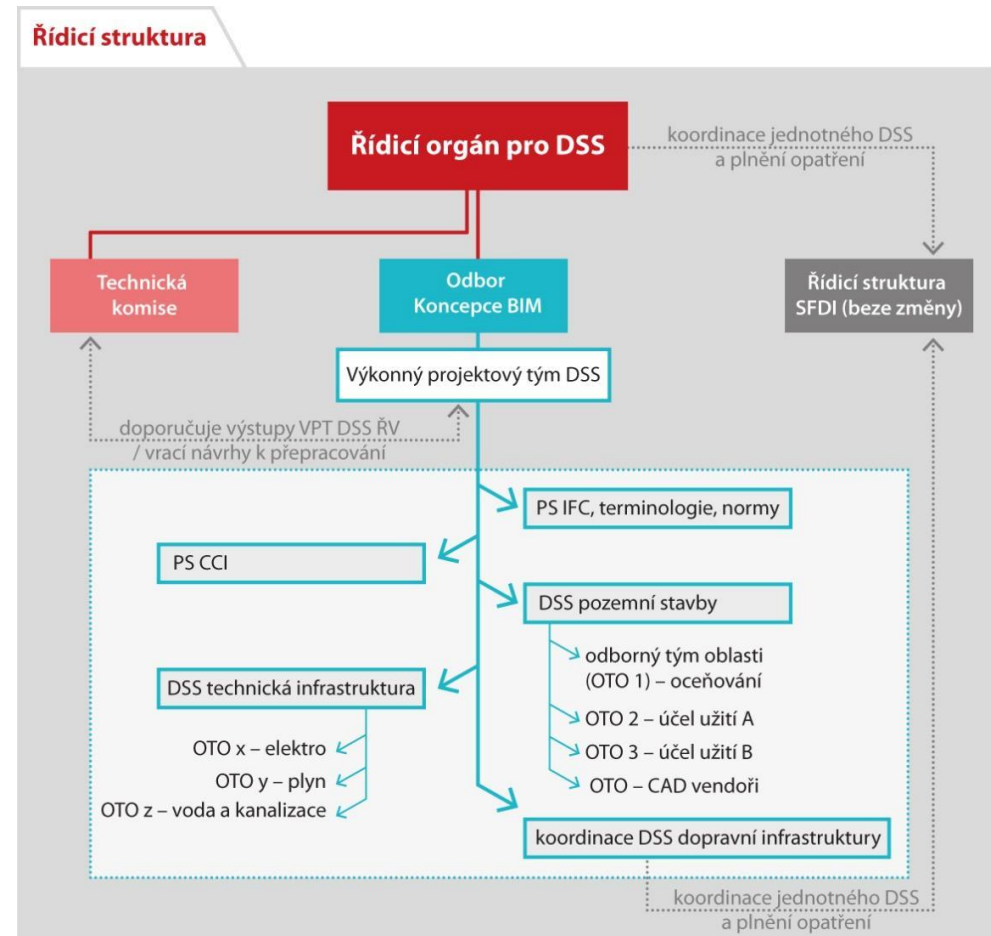 Řídicí struktura
Řídicí orgán pro DSS
koordinace jednotného DSS
a plnění opatření
Technická
komise
Odbor
Koncepce BIM
Řídicí struktura
SFDI (beze změny)
Výkonný projektový tým DSS
doporučuje výstupy VPT DSS ŘV
/ vrací návrhy k přepracování
PS IFC, terminologie, normy
PS CCI
DSS pozemní stavby
odborný tým oblasti
(OTO 1) – oceňování
OTO 2 – účel užití A
OTO 3 – účel užití B
OTO – CAD vendoři
DSS technická infrastruktura
OTO x – elektro
OTO y – plyn
OTO z – voda a kanalizace
koordinace DSS dopravní infrastruktury
koordinace jednotného DSS
a plnění opatření